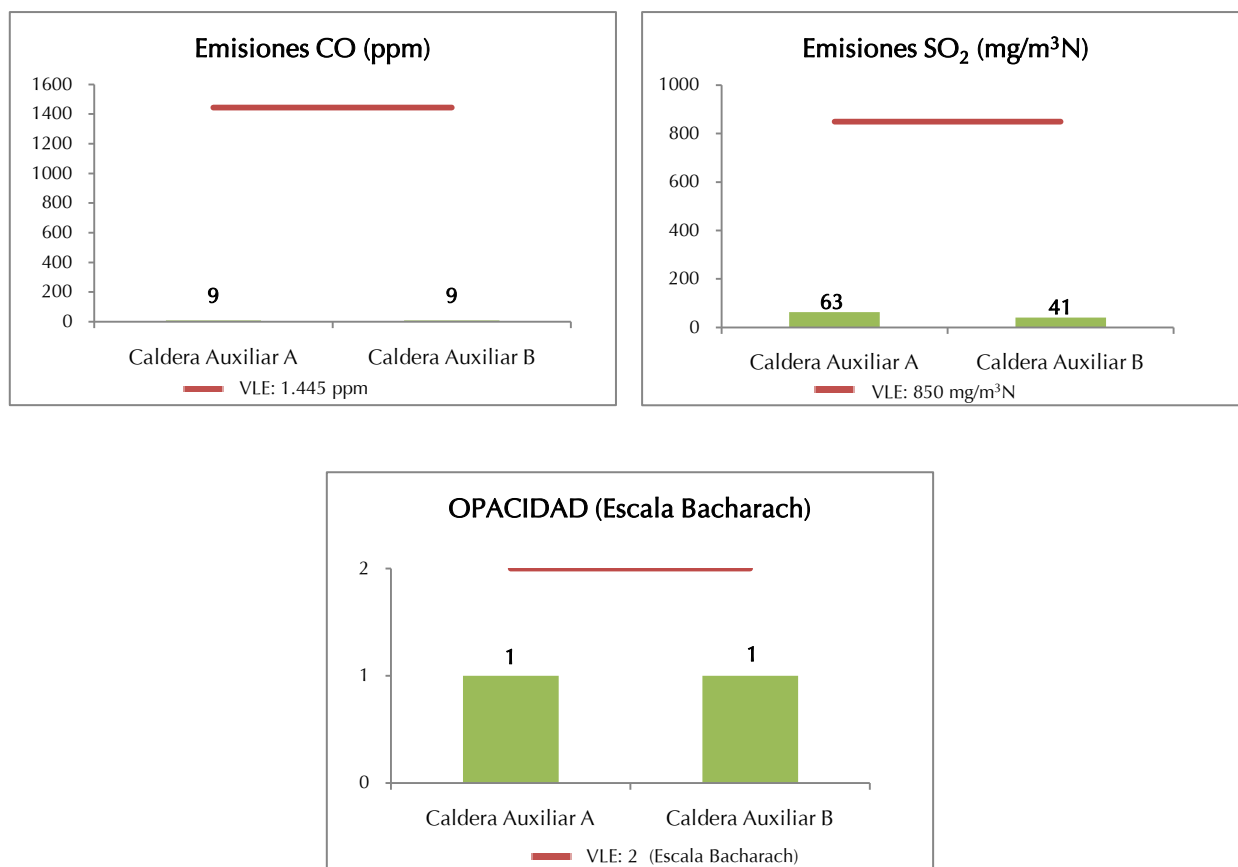 Emisiones CO (ppm)
1600
1400
1200
1000
800
600
400
200
0
9
9
Caldera Auxiliar A
Caldera Auxiliar B
VLE: 1.445 ppm
Emisiones SO₂ (mg/m³N)
1000
800
600
400
200
0
63
41
Caldera Auxiliar A
Caldera Auxiliar B
VLE: 850 mg/m³N
OPACIDAD (Escala Bacharach)
2
1
0
1
1
Caldera Auxiliar A
Caldera Auxiliar B
VLE: 2 (Escala Bacharach)